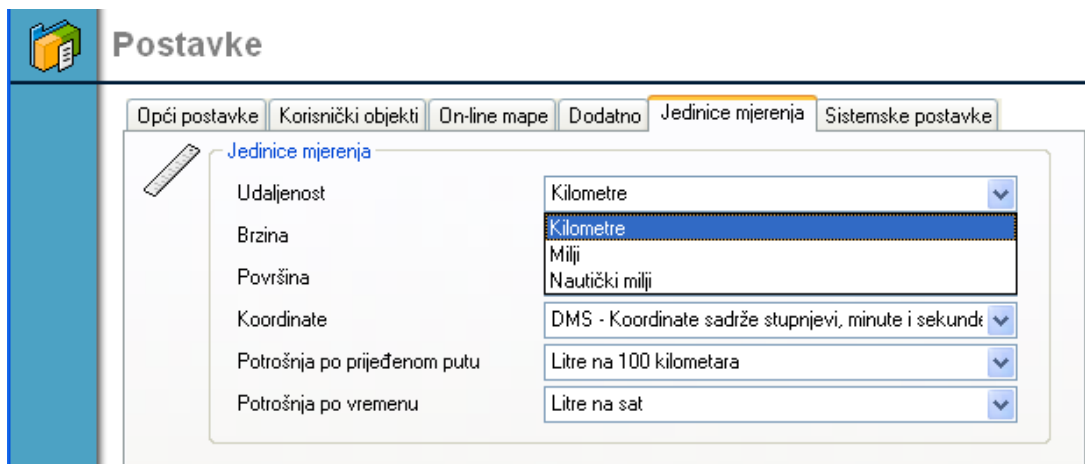 Postavke
Opći postavke Korisnički objekti On-line mape Dodatno Jedinice mjerenja Sistemske postavke
Jedinice mjerenja
Udaljenost Kilometre
Brzina Kilometre
Milji
Površina Nautički milji
Koordinate DMS - Koordinate sadrže stupnjevi, minute i sekunde
Potrošnja po prijeđenom putu Litre na 100 kilometara
Potrošnja po vremenu Litre na sat